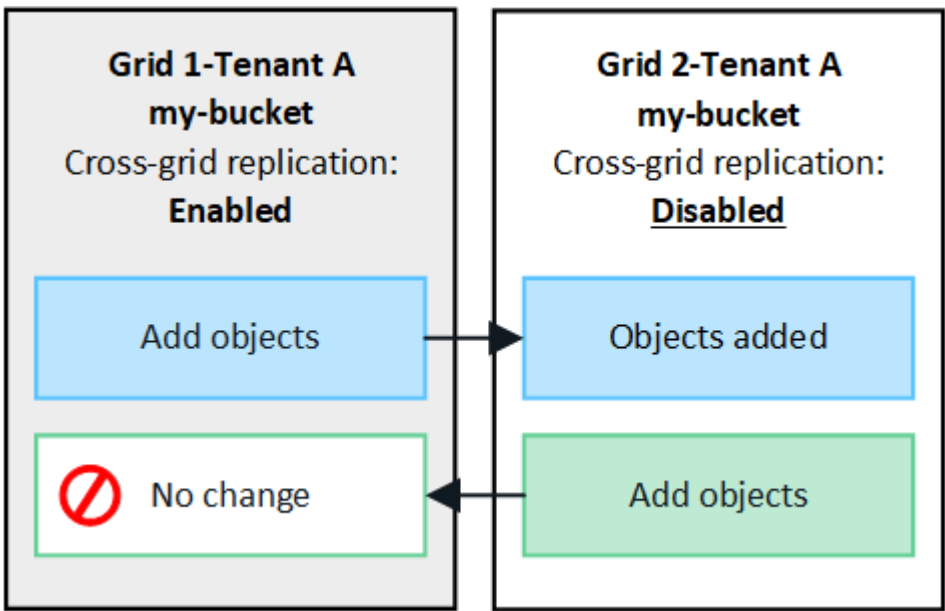 Grid 1-Tenant A
my-bucket
Cross-grid replication:
Enabled
Add objects
No change
Grid 2-Tenant A
my-bucket
Cross-grid replication:
Disabled
Objects added
Add objects